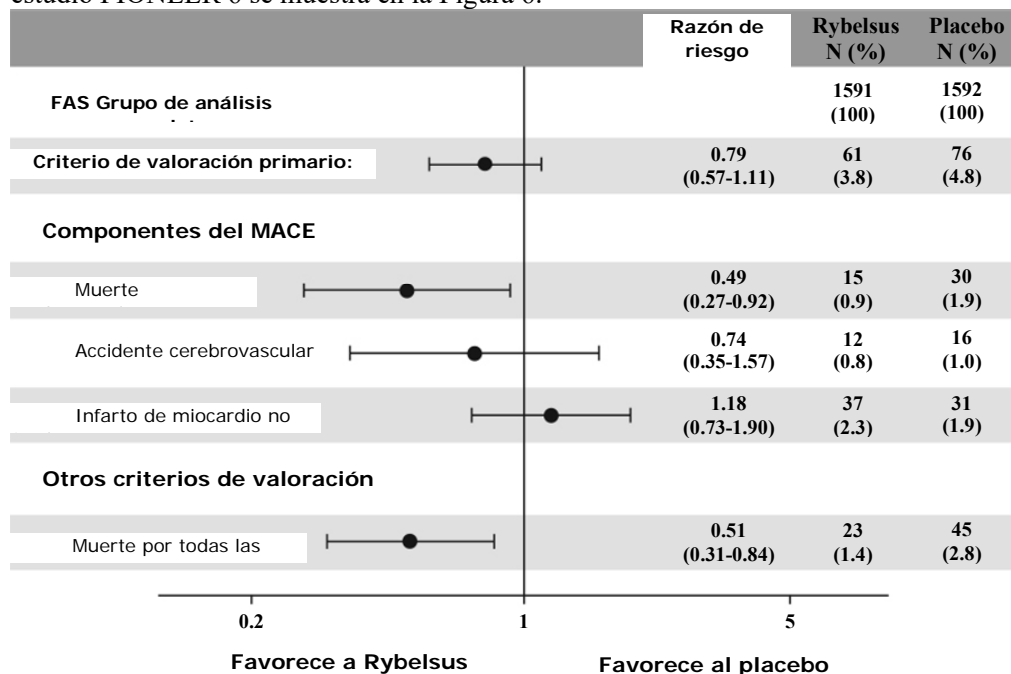 estudio PIONEER 6 se muestra en la Figura 6.
Razón de riesgo Rybelsus N (%) Placebo N (%)
FAS Grupo de análisis 1591 (100) 1592 (100)
Criterio de valoración primario: 0.79 (0.57-1.11) 61 (3.8) 76 (4.8)
Componentes del MACE
Muerte 0.49 (0.27-0.92) 15 (0.9) 30 (1.9)
Accidente cerebrovascular 0.74 (0.35-1.57) 12 (0.8) 16 (1.0)
Infarto de miocardio no 1.18 (0.73-1.90) 37 (2.3) 31 (1.9)
Otros criterios de valoración
Muerte por todas las 0.51 (0.31-0.84) 23 (1.4) 45 (2.8)
0.2 1 5
Favorece a Rybelsus Favorece al placebo